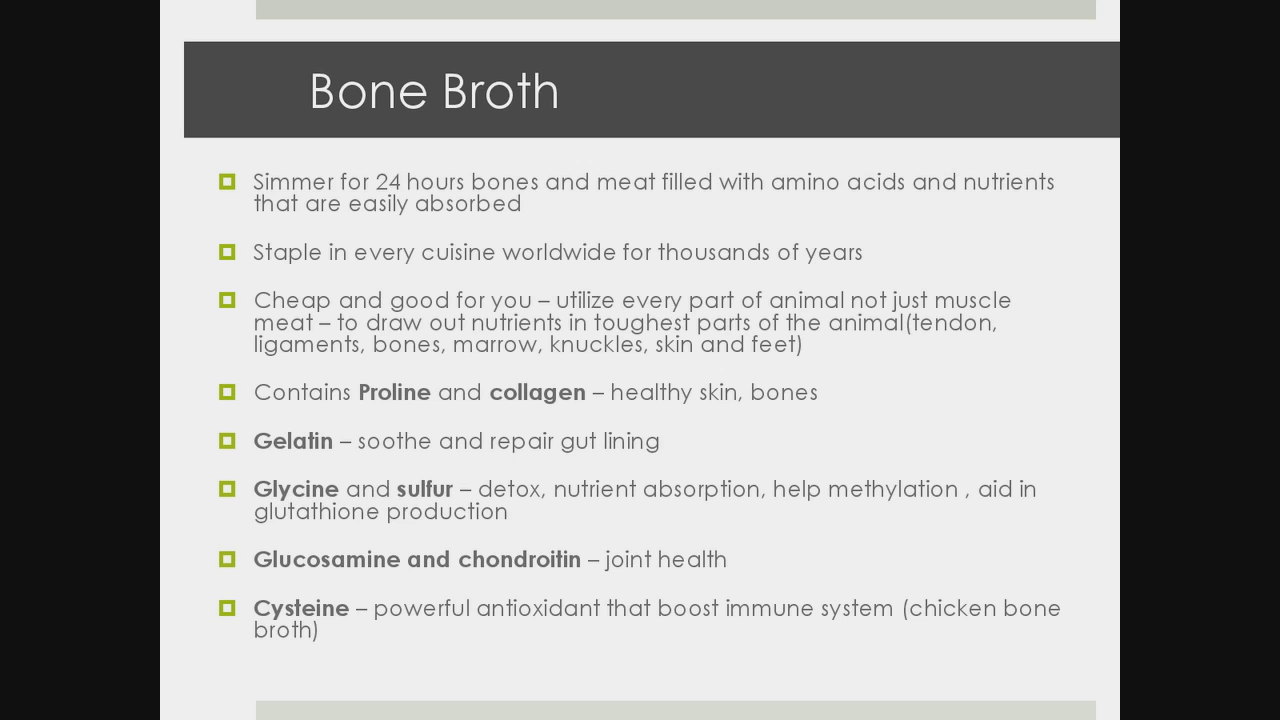 Bone Broth
Simmer for 24 hours bones and meat filled with amino acids and nutrients
that are easily absorbed
Staple in every cuisine worldwide for thousands of years
Cheap and good for you – utilize every part of animal not just muscle
meat – to draw out nutrients in toughest parts of the animal(tendon,
ligaments, bones, marrow, knuckles, skin and feet)
Contains Proline and collagen – healthy skin, bones
Gelatin – soothe and repair gut lining
Glycine and sulfur – detox, nutrient absorption, help methylation , aid in
glutathione production
Glucosamine and chondroitin – joint health
Cysteine – powerful antioxidant that boost immune system (chicken bone
broth)